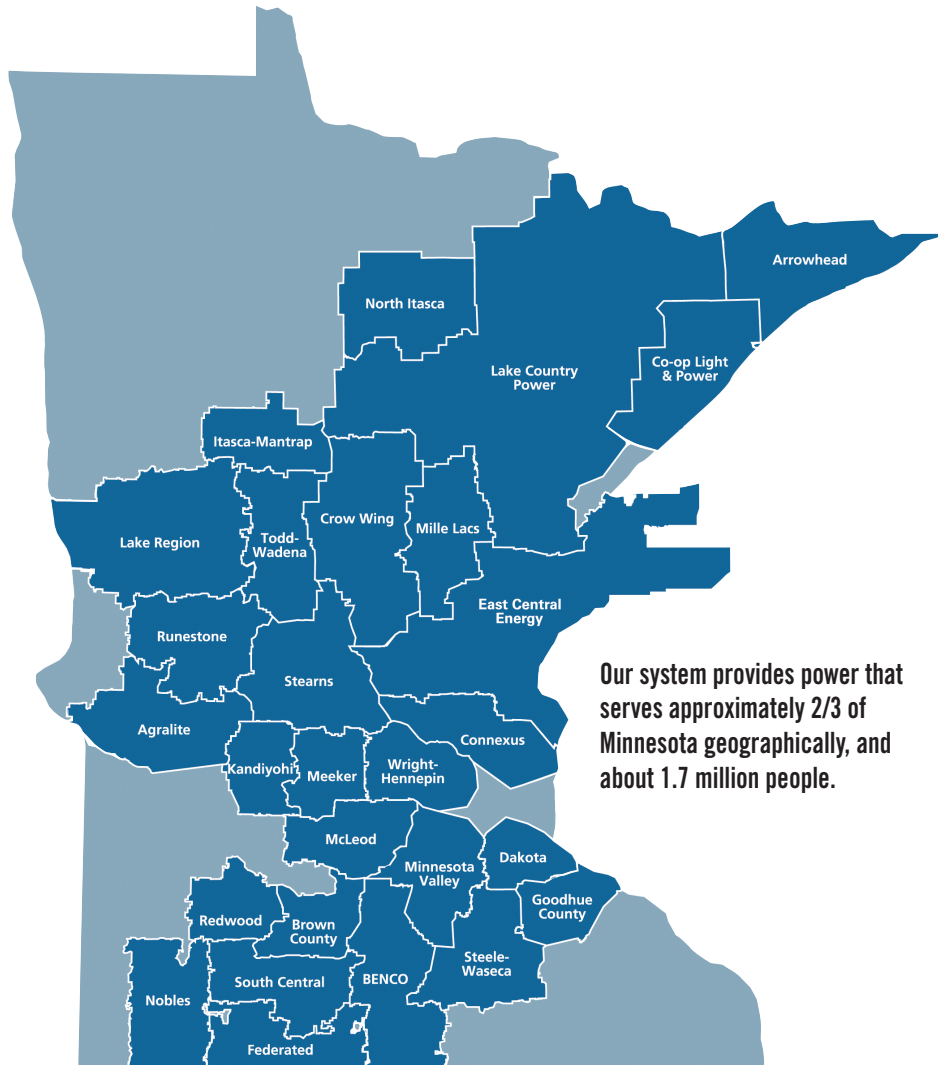 Arrowhead
North Itasca
Lake Country
Power
Co-op Light
& Power
Itasca-Mantrap
Crow Wing
Mille Lacs
Lake Region
Todd-
Wadena
East Central
Energy
Runestone
Stearns
Our system provides power that
serves approximately 2/3 of
Minnesota geographically, and
about 1.7 million people.
Agralite
Connexus
Kandiyohi
Meeker
Wright-
Hennepin
McLeod
Minnesota
Valley
Dakota
Goodhue
County
Redwood
Brown
County
Steele-
Waseca
South Central
BENCO
Nobles
Federated